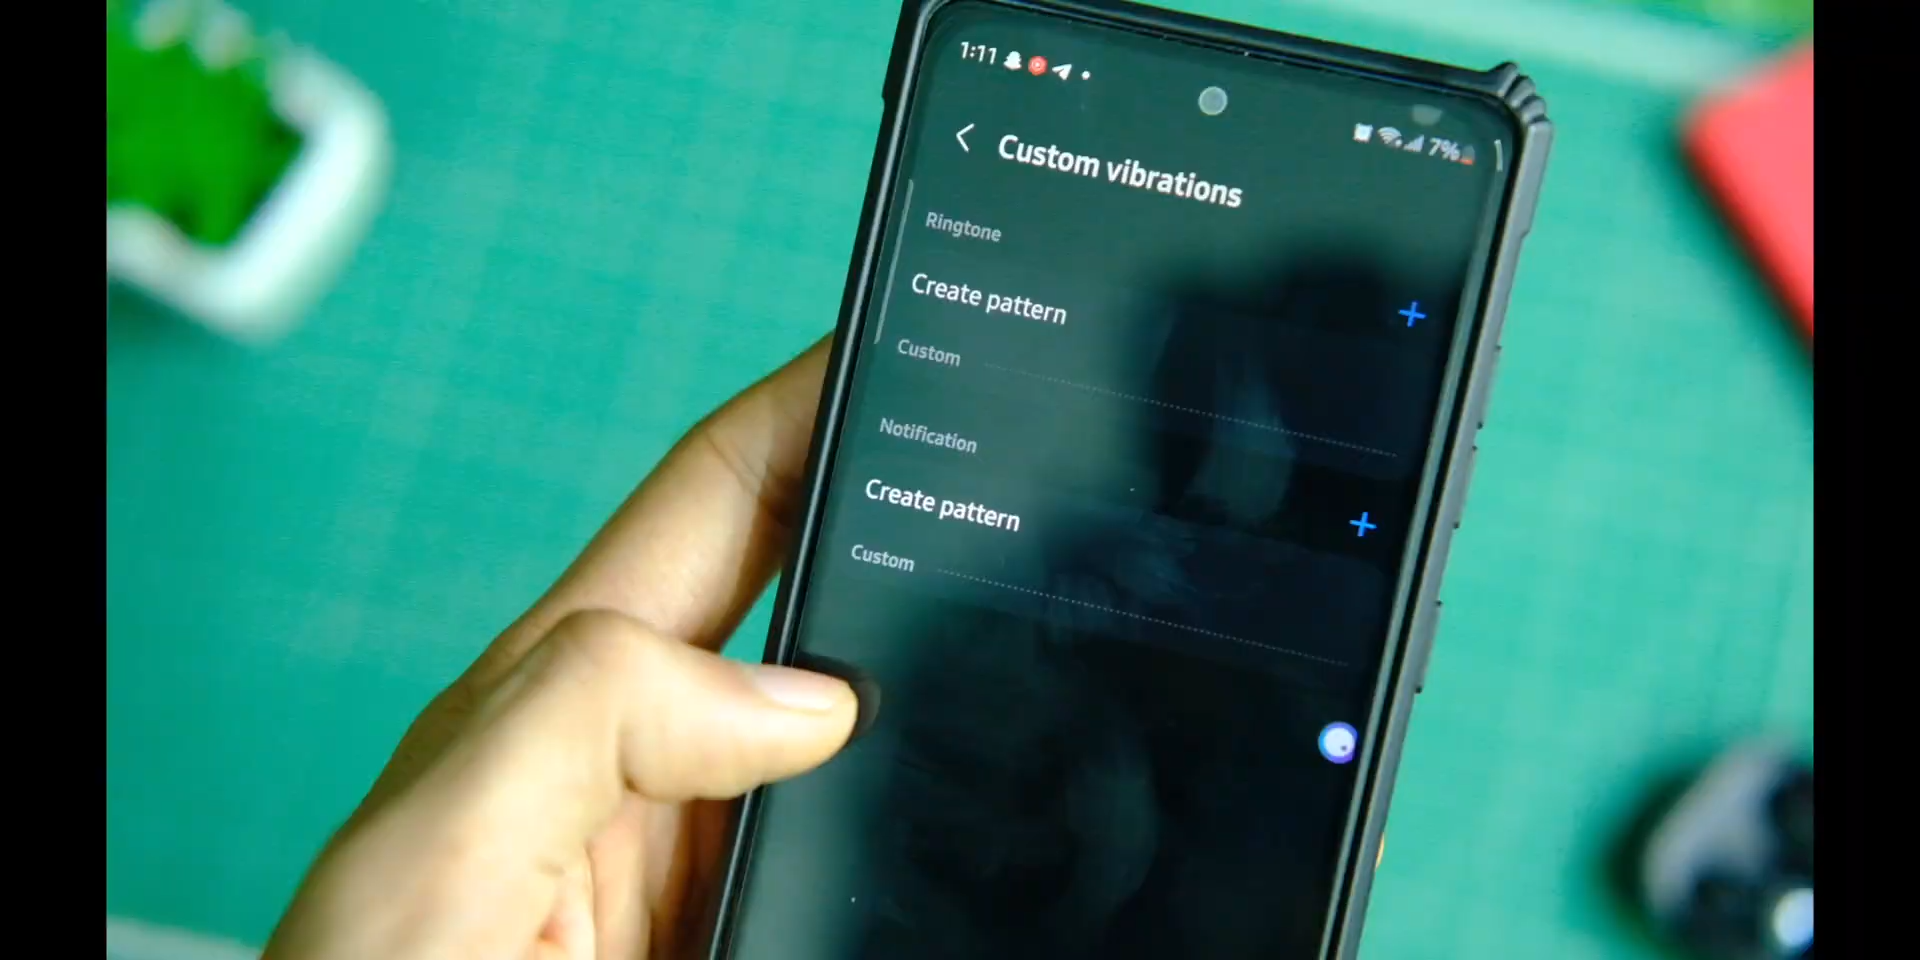 1:11
7%
Custom vibrations
Ringtone
Create pattern
Custom
Notification
Create pattern
Custom